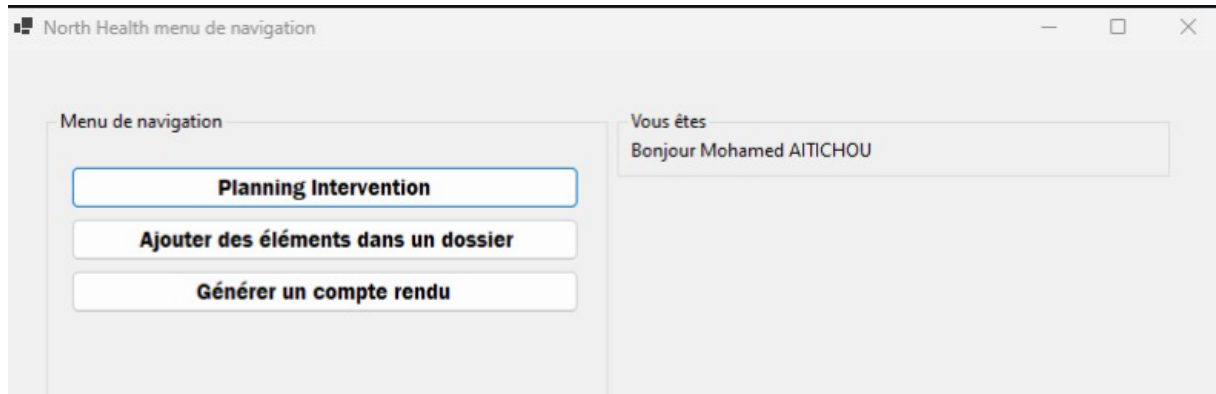 North Health menu de navigation
Menu de navigation
Planning Intervention
Ajouter des éléments dans un dossier
Générer un compte rendu
Vous êtes
Bonjour Mohamed AITICHOU